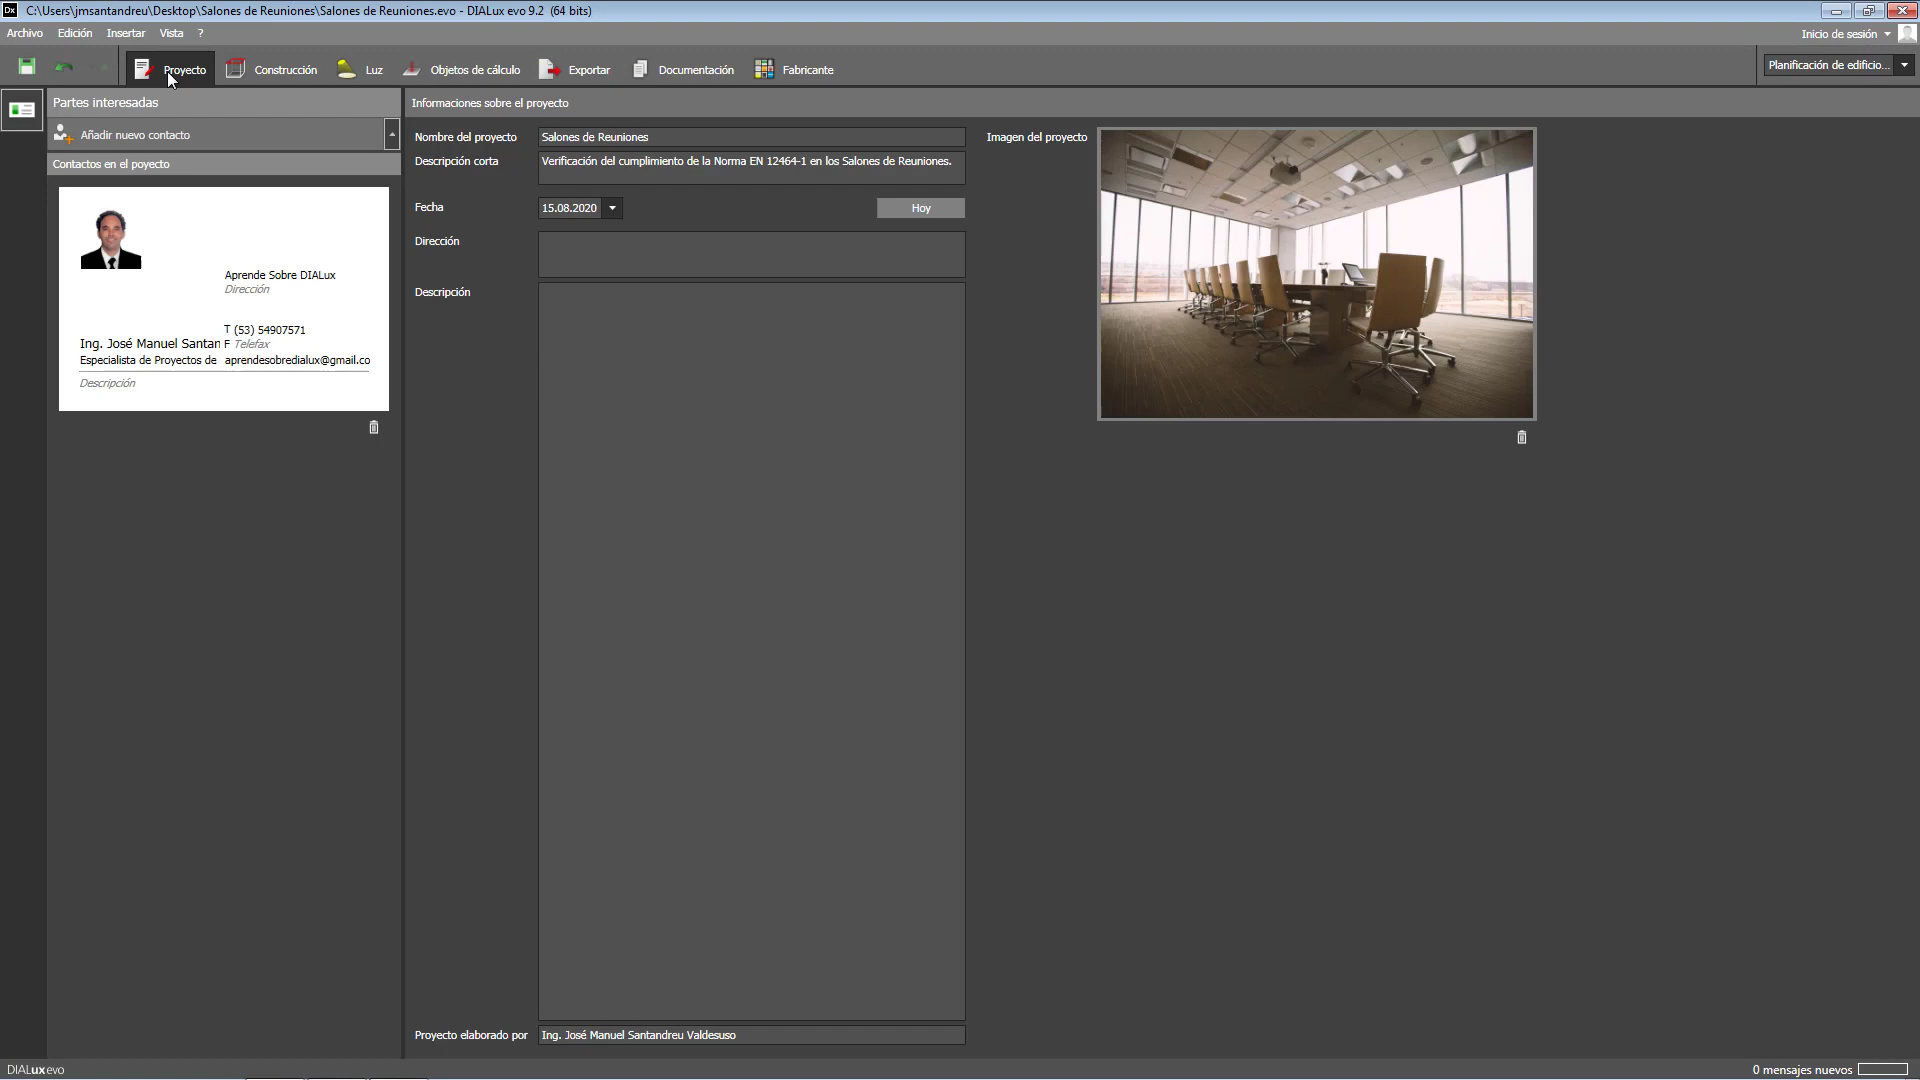 C:\Users\jmsantandreu\Desktop\Salones de Reuniones\Salones de Reuniones.evo - DIALux evo 9.2 (64 bits)
Archivo Edición Insertar Vista ?
Inicio de sesión
Proyecto Construcción Luz Objetos de cálculo Exportar Documentación Fabricante
Planificación de edificio...
Partes interesadas
Añadir nuevo contacto
Contactos en el poyecto
Aprende Sobre DIALux
Dirección
T (53) 54907571
Ing. José Manuel Santan F Telefax
Especialista de Proyectos de aprendesobredialux@gmail.co
Descripción
Informaciones sobre el proyecto
Nombre del proyecto Salones de Reuniones
Descripción corta Verificación del cumplimiento de la Norma EN 12464-1 en los Salones de Reuniones.
Fecha 15.08.2020 Hoy
Dirección
Descripción
Proyecto elaborado por Ing. José Manuel Santandreu Valdesuso
Imagen del proyecto
DIALux evo
0 mensajes nuevos